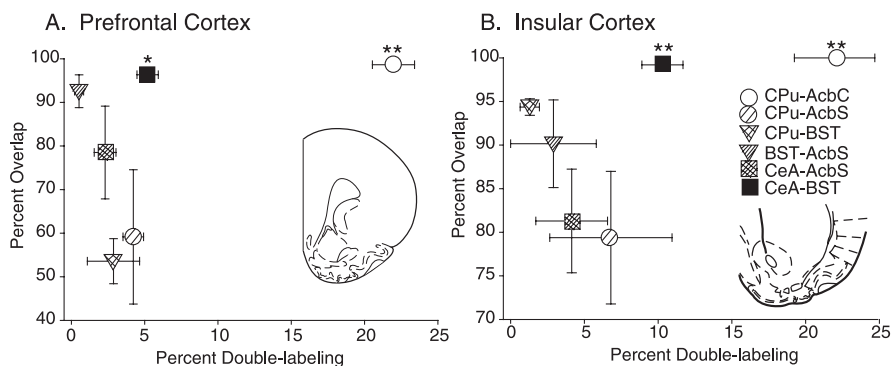 A. Prefrontal Cortex
Percent Overlap
100
90
80
70
60
50
40
*
**
0
5
10
15
20
25
Percent Double-labeling
B. Insular Cortex
Percent Overlap
100
95
90
85
80
75
70
**
**
CPu-AcbC
CPu-AcbS
CPu-BST
BST-AcbS
CeA-AcbS
CeA-BST
0
5
10
15
20
25
Percent Double-labeling